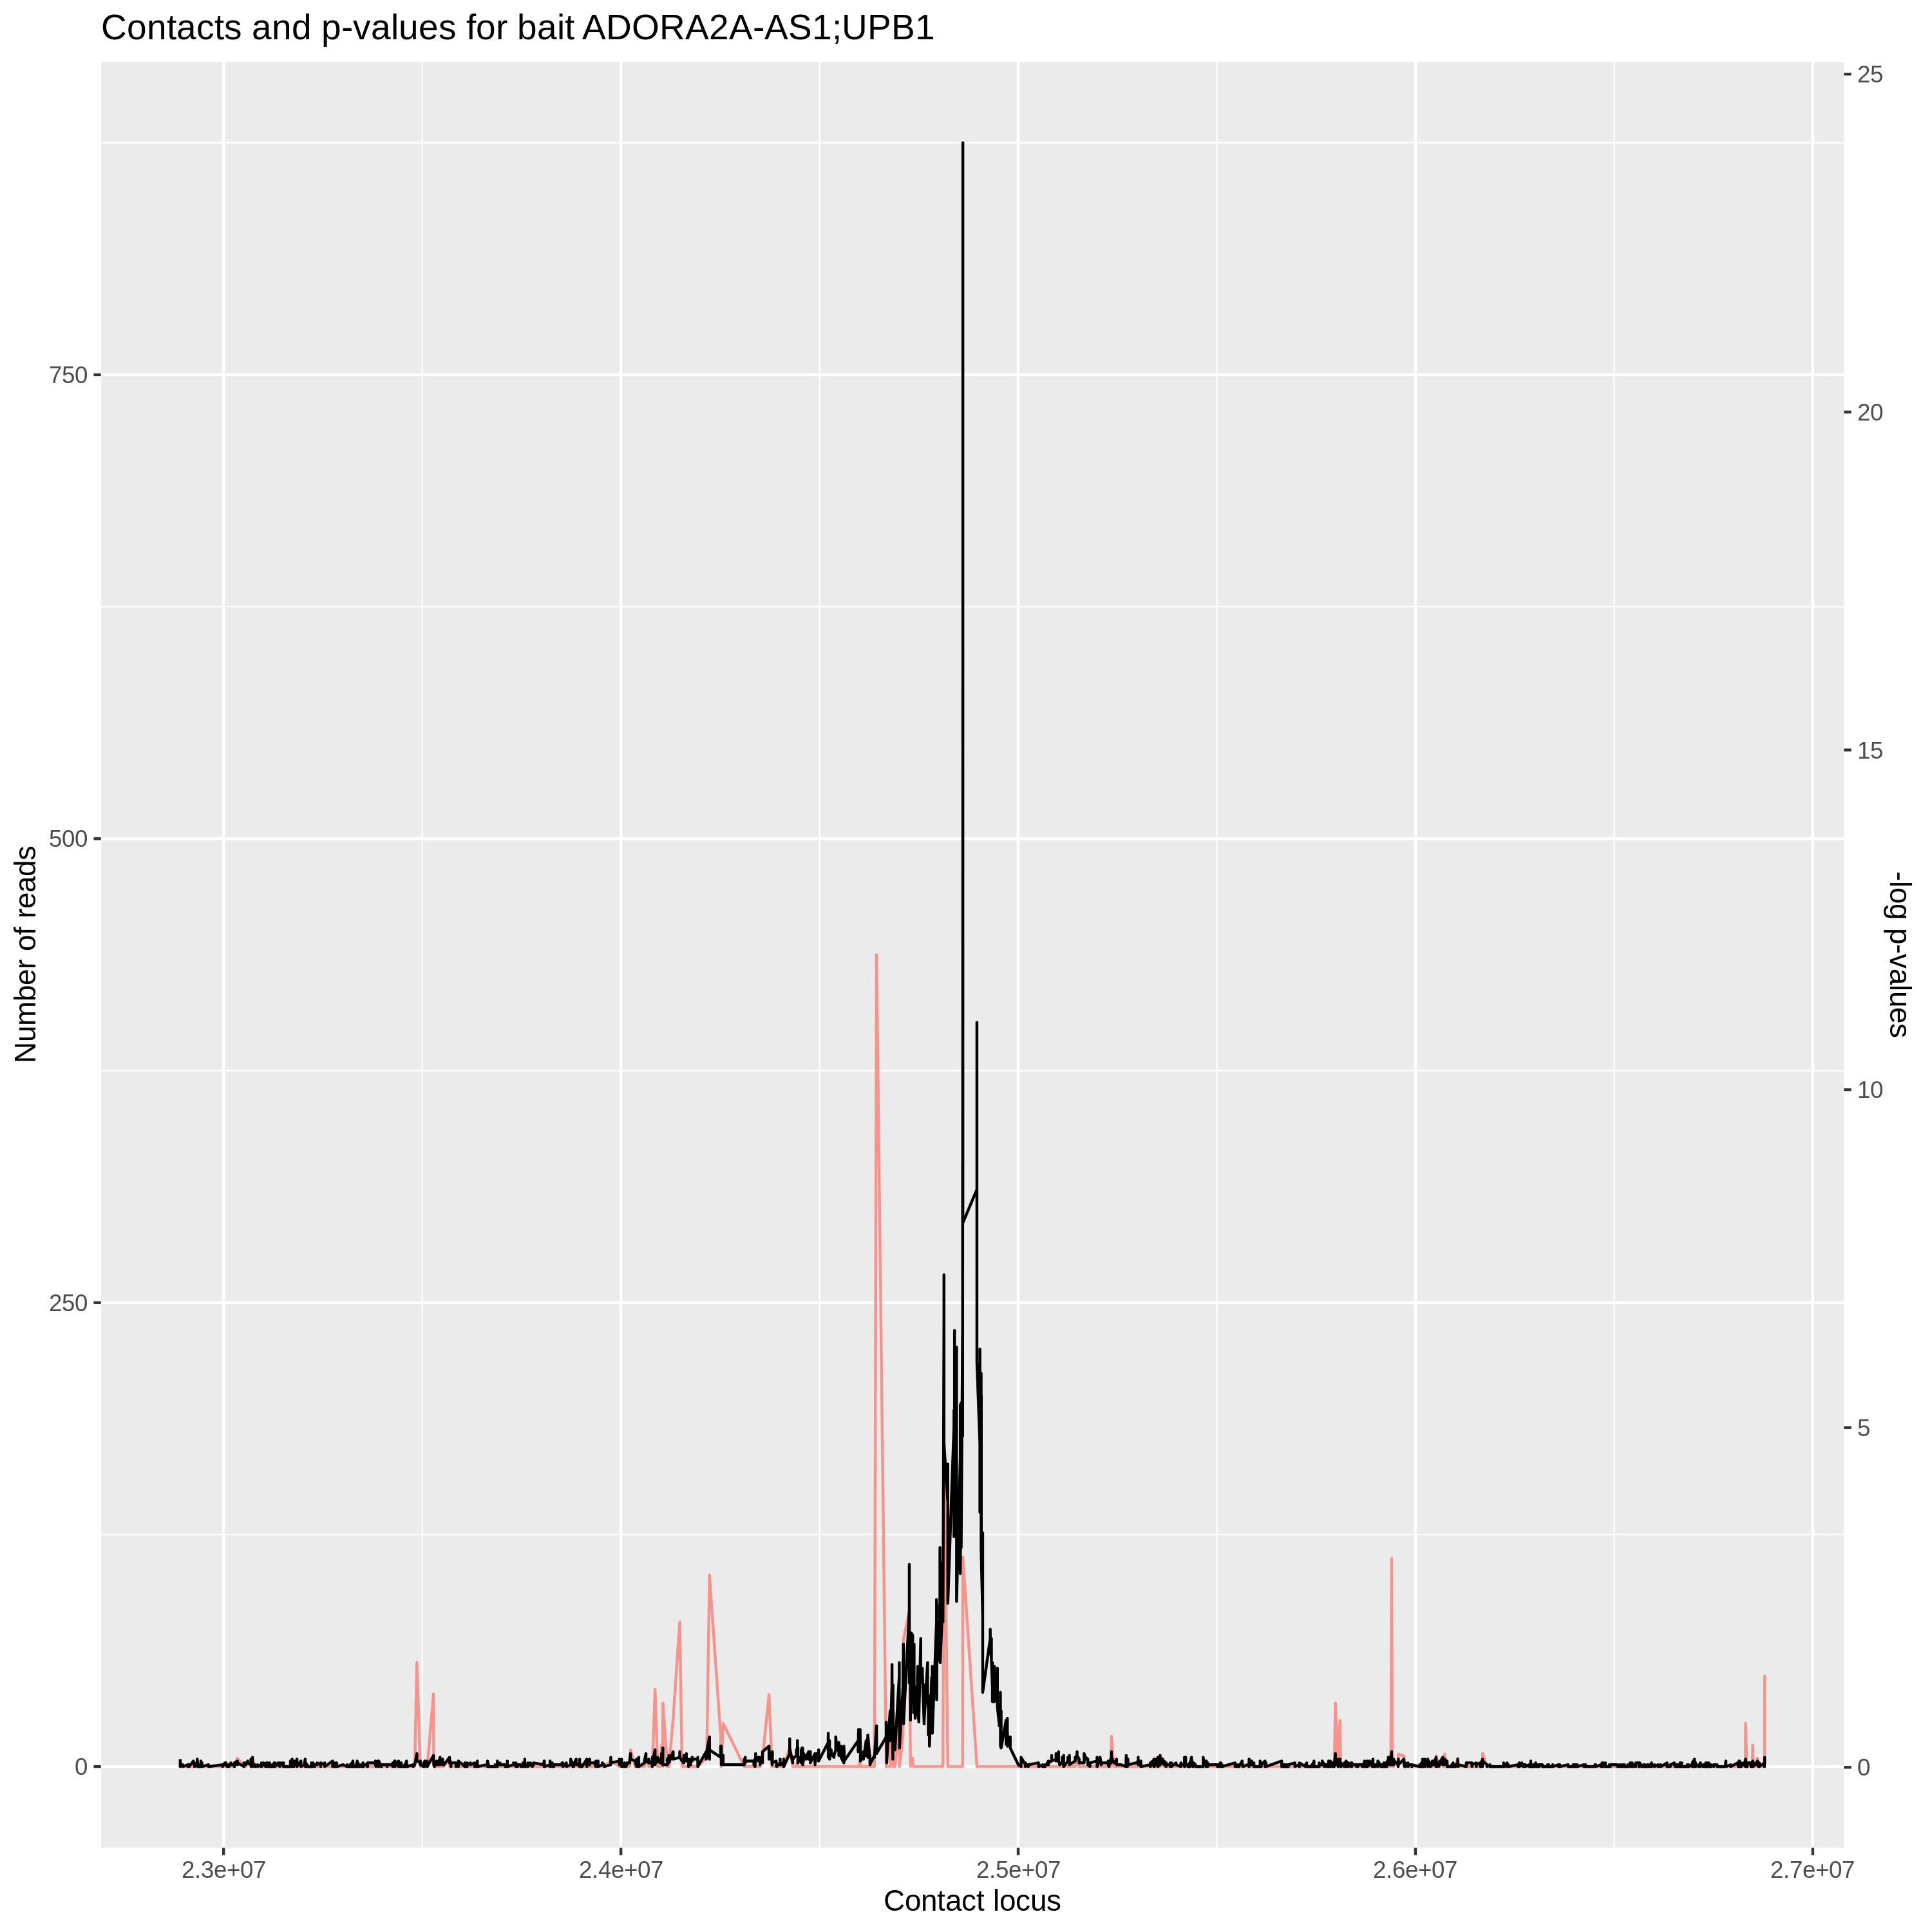 Contacts and p-values for bait ADORA2A-AS1;UPB1
Number of reads
750
500
250
0
25
20
15
10
5
0
-log p-values
2.3e+07 2.4e+07 2.5e+07 2.6e+07 2.7e+07
Contact locus